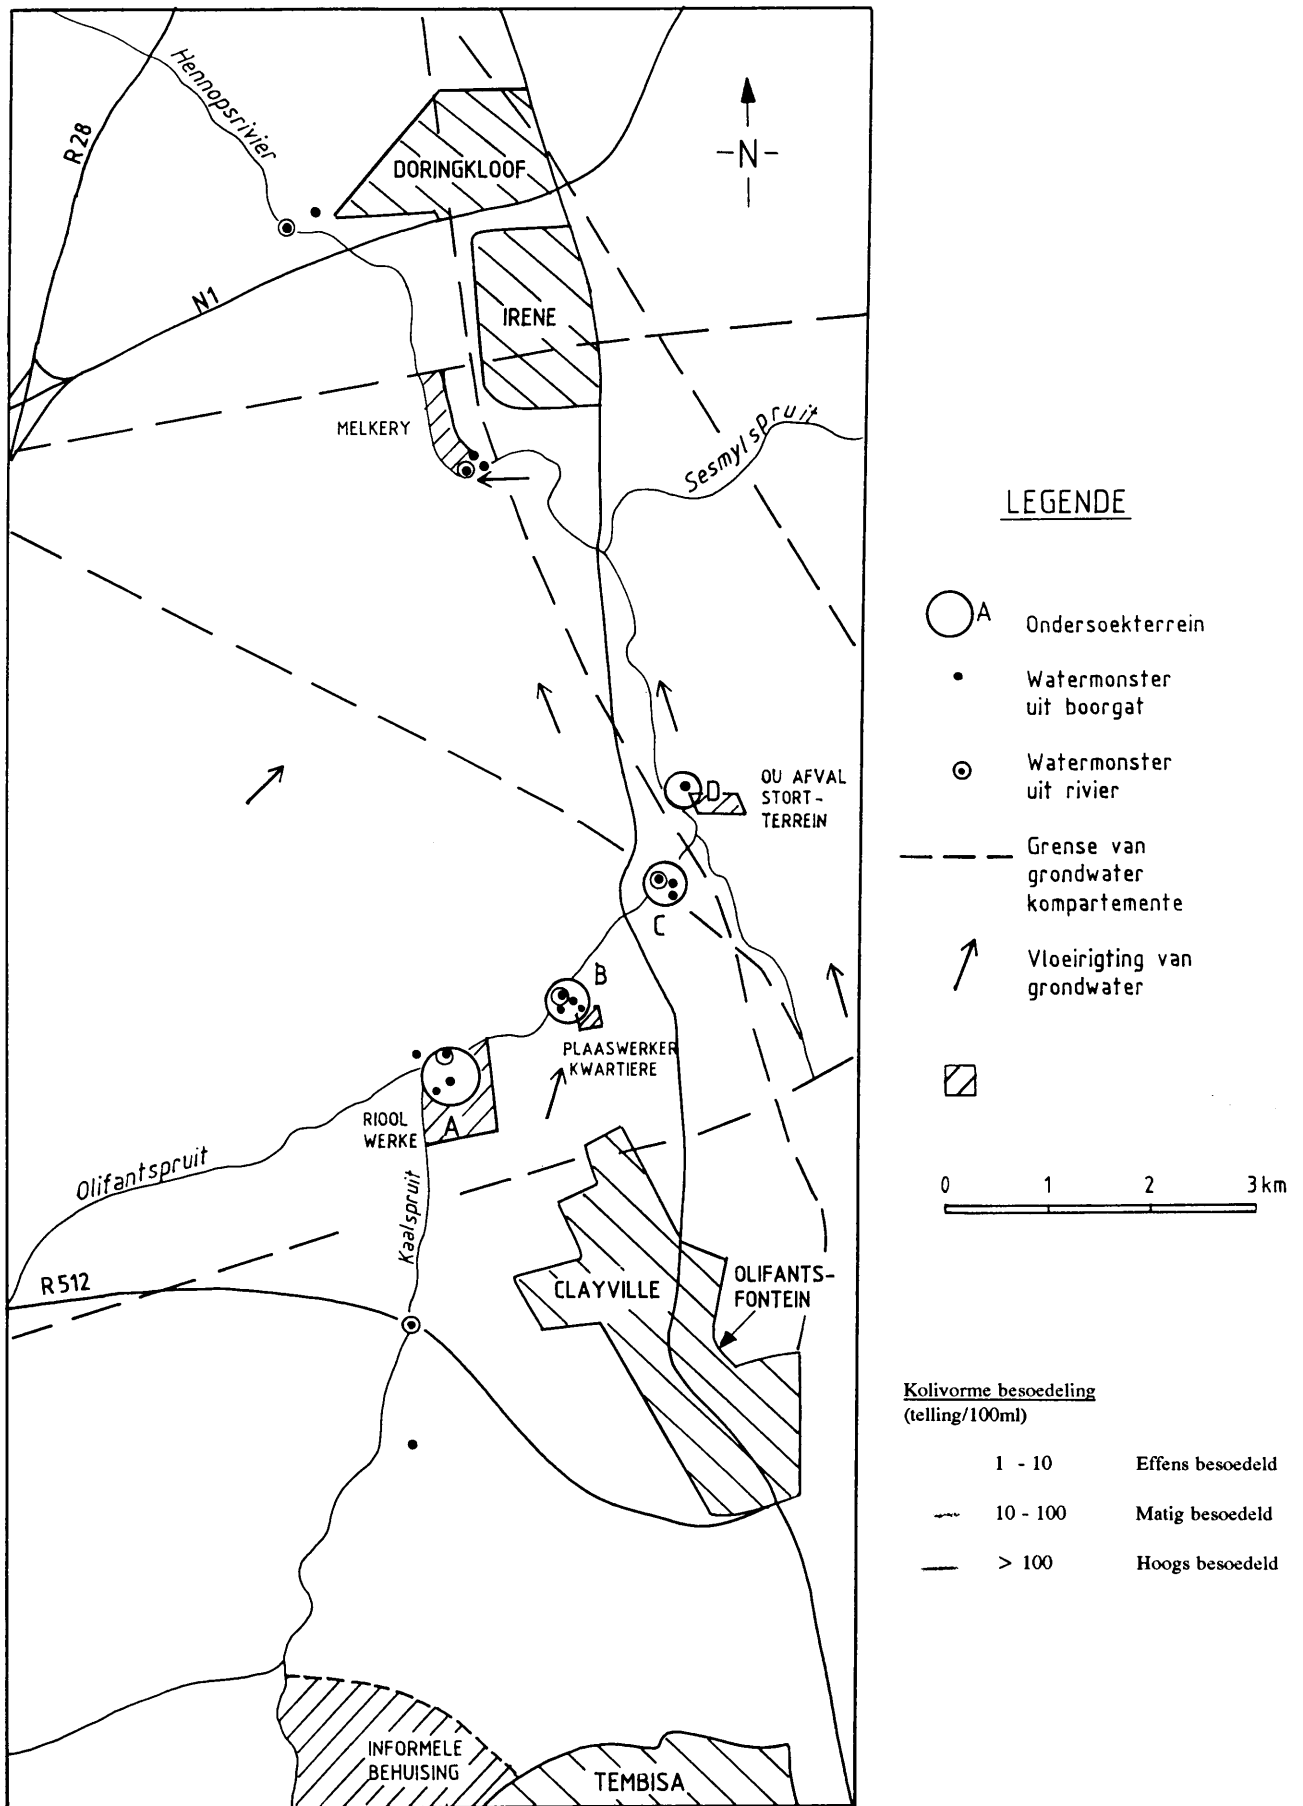 Hennopsrivier
R28
DORINGKLOOF
-N-
N1
IRENE
MELKERY
Sesmylspruit
OU AFVAL
STORT-
TERREIN
D
C
B
PLAASWERKER
KWARTIERE
RIOOL
WERKE
A
Olifantspruit
Kaalspruit
R512
CLAYVILLE
OLIFANTS-
FONTEIN
INFORMELE
BEHUISING
TEMBISA
LEGENDE
A
Ondersoekterrein
Watermonster
uit boorgat
Watermonster
uit rivier
Grense van
grondwater
kompartemente
Vloeirigting van
grondwater
0 1 2 3 km
Kolivorme besoedeling
(telling/100ml)
1 - 10 Effens besoedeld
10 - 100 Matig besoedeld
> 100 Hoogs besoedeld